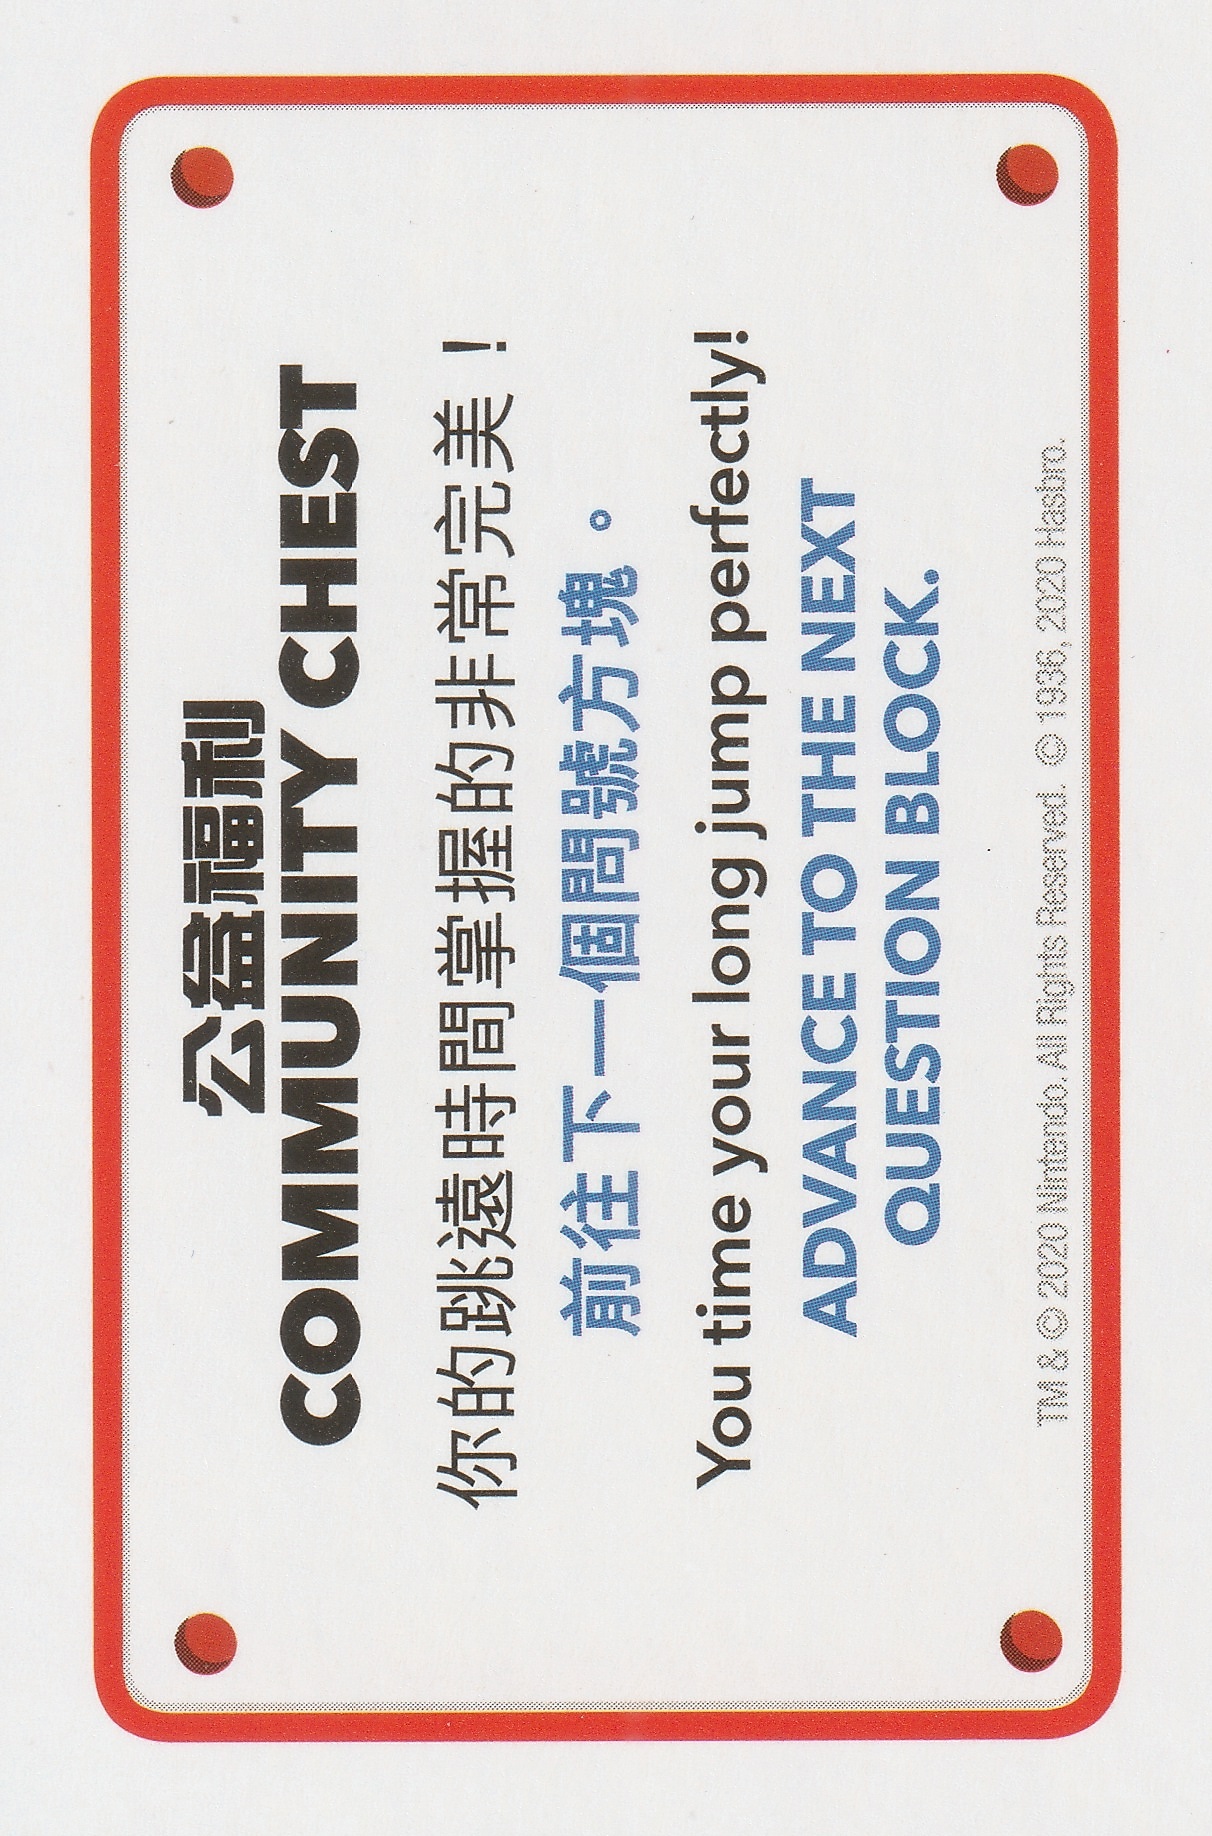 公益福利
COMMUNITY CHEST
你的跳遠時間掌握的非常完美！
前往下一個問號方塊。
You time your long jump perfectly!
ADVANCE TO THE NEXT
QUESTION BLOCK.
TM & © 2020 Nintendo. All Rights Reserved. © 1936, 2020 Hasbro.